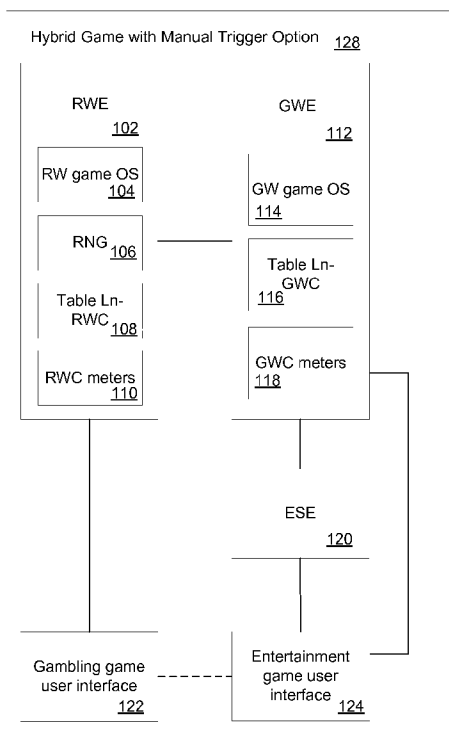 Hybrid Game with Manual Trigger Option 128
RWE
102
RW game OS
104
RNG
106
Table Ln-
RWC
108
RWC meters
110
GWE
112
GW game OS
114
Table Ln-
GWC
116
GWC meters
118
ESE
120
Gambling game
user interface
122
Entertainment
game user
interface
124